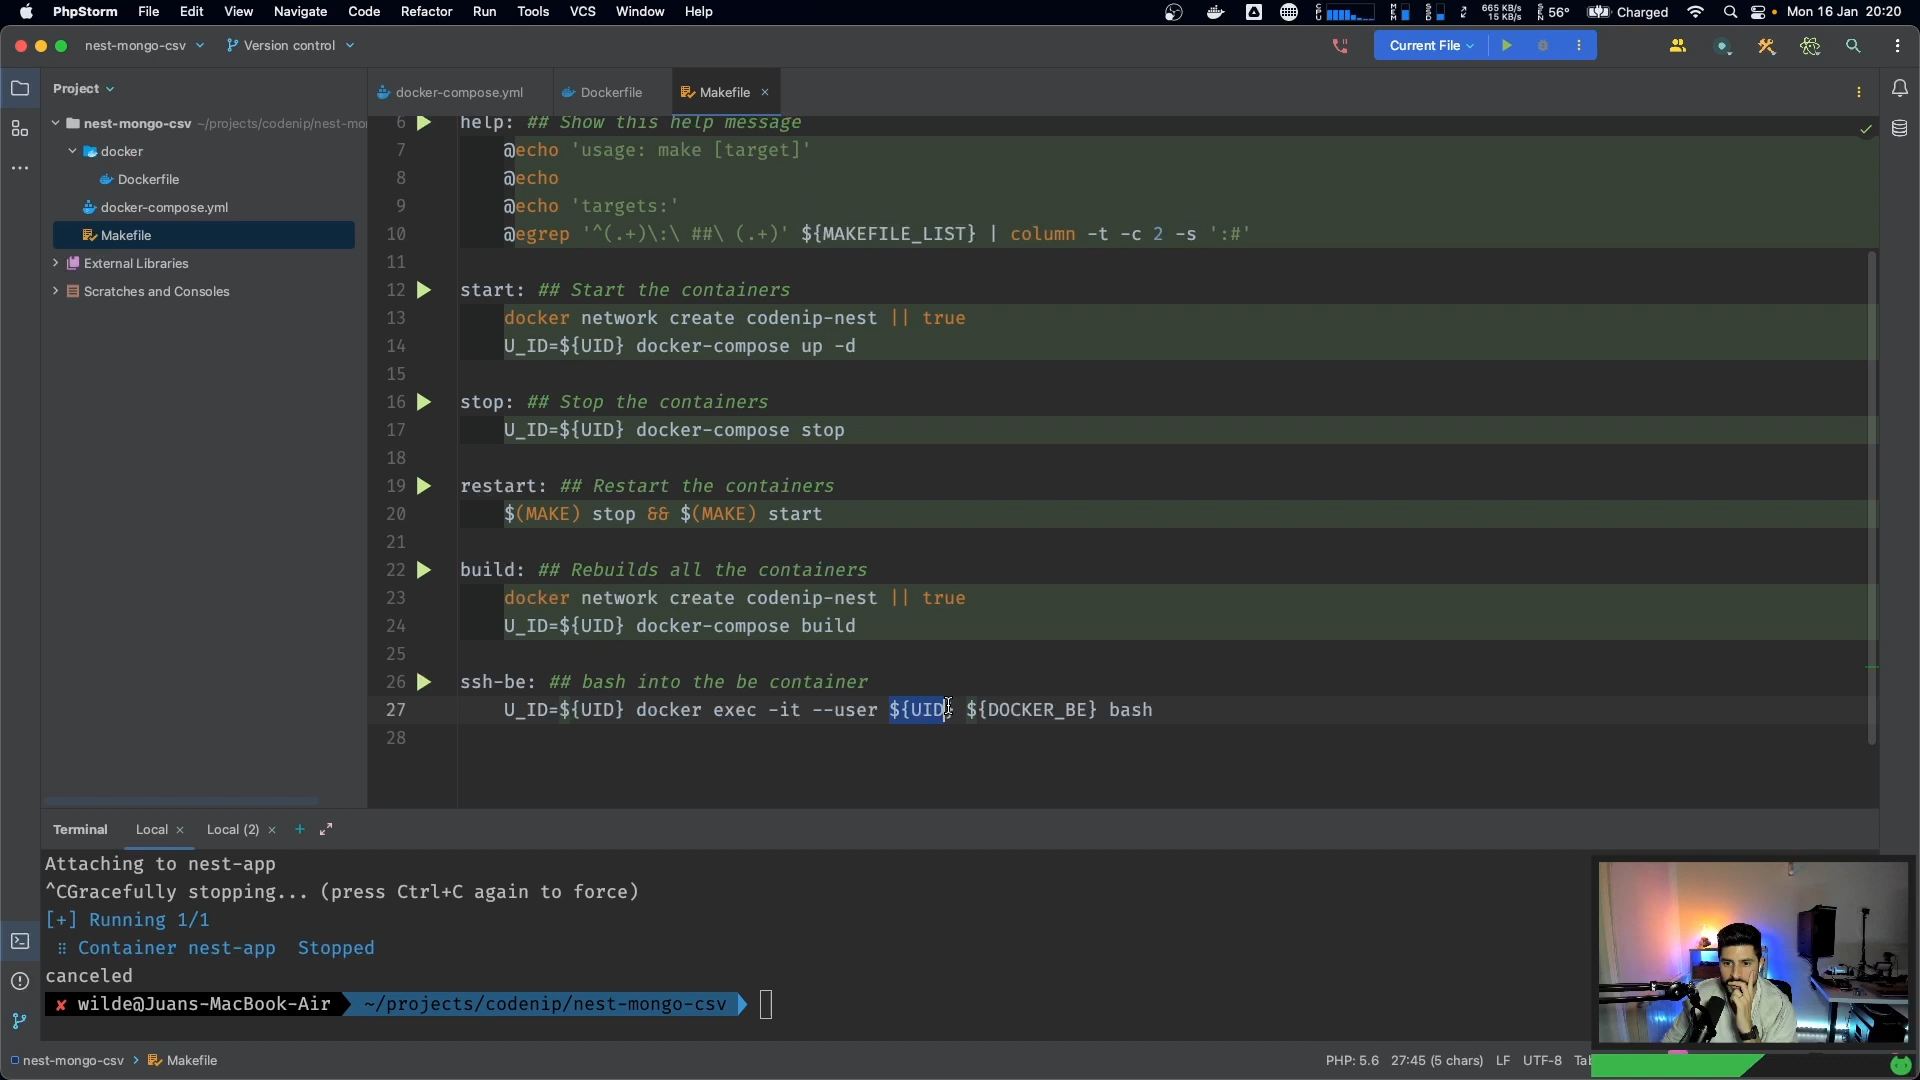 PhpStorm File Edit View Navigate Code Refactor Run Tools VCS Window Help
665 KB/s
15 KB/s
56° Charged Mon 16 Jan 20:20
nest-mongo-csv Version control Current File
Project docker-compose.yml Dockerfile Makefile
nest-mongo-csv ~/projects/codenip/nest-mo
docker
Dockerfile
docker-compose.yml
Makefile
External Libraries
Scratches and Consoles
6 help: ## Show this help message
7 @echo 'usage: make [target]'
8 @echo
9 @echo 'targets:'
10 @egrep '^(.+)\:\ ##\ (.+)' ${MAKEFILE_LIST} | column -t -c 2 -s ':#'
11
12 start: ## Start the containers
13 docker network create codenip-nest || true
14 U_ID=${UID} docker-compose up -d
15
16 stop: ## Stop the containers
17 U_ID=${UID} docker-compose stop
18
19 restart: ## Restart the containers
20 $(MAKE) stop && $(MAKE) start
21
22 build: ## Rebuilds all the containers
23 docker network create codenip-nest || true
24 U_ID=${UID} docker-compose build
25
26 ssh-be: ## bash into the be container
27 U_ID=${UID} docker exec -it --user ${UID} ${DOCKER_BE} bash
28
Terminal Local Local (2)
Attaching to nest-app
^CGracefully stopping... (press Ctrl+C again to force)
[+] Running 1/1
⠿ Container nest-app Stopped
canceled
✘ wilde@Juans-MacBook-Air ~/projects/codenip/nest-mongo-csv
nest-mongo-csv > Makefile PHP: 5.6 27:45 (5 chars) LF UTF-8